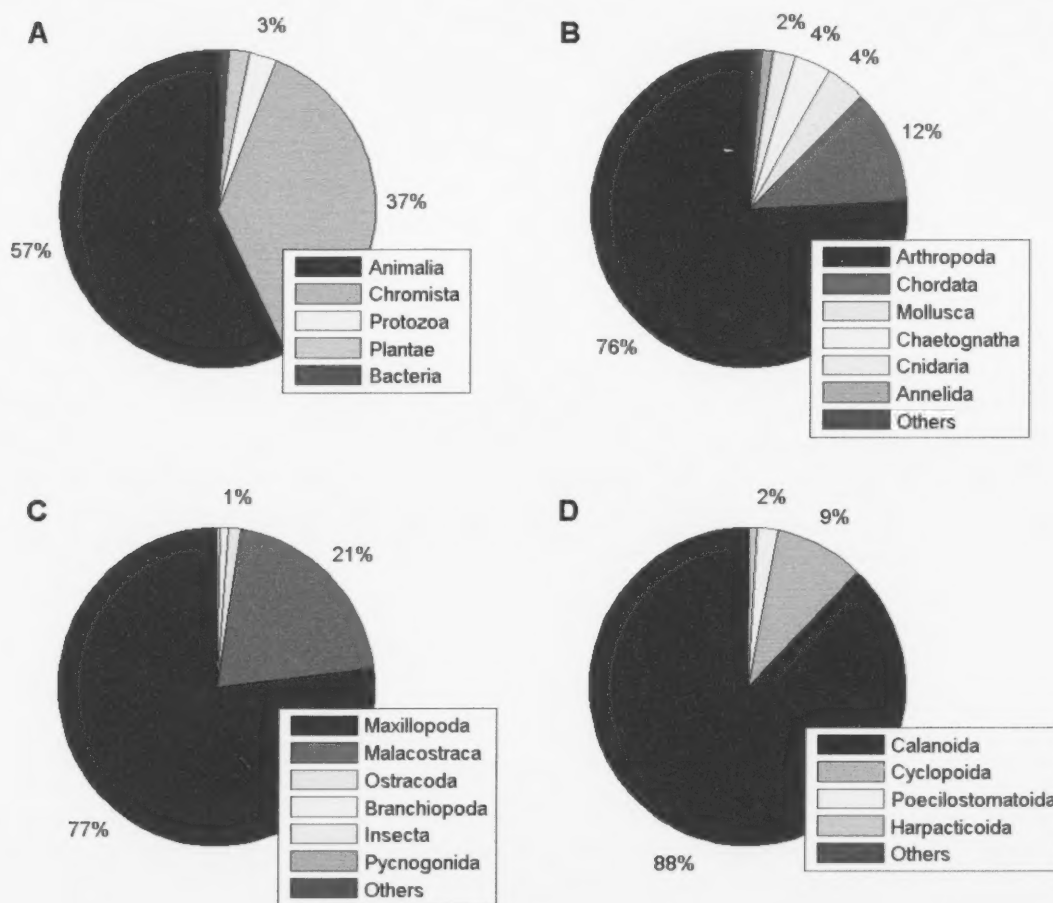 A
3%
37%
57%
Animalia
Chromista
Protozoa
Plantae
Bacteria
B
2%
4%
4%
12%
76%
Arthropoda
Chordata
Mollusca
Chaetognatha
Cnidaria
Annelida
Others
C
1%
21%
77%
Maxillopoda
Malacostraca
Ostracoda
Branchiopoda
Insecta
Pycnogonida
Others
D
2%
9%
88%
Calanoida
Cyclopoida
Poecilostomatoida
Harpacticoida
Others